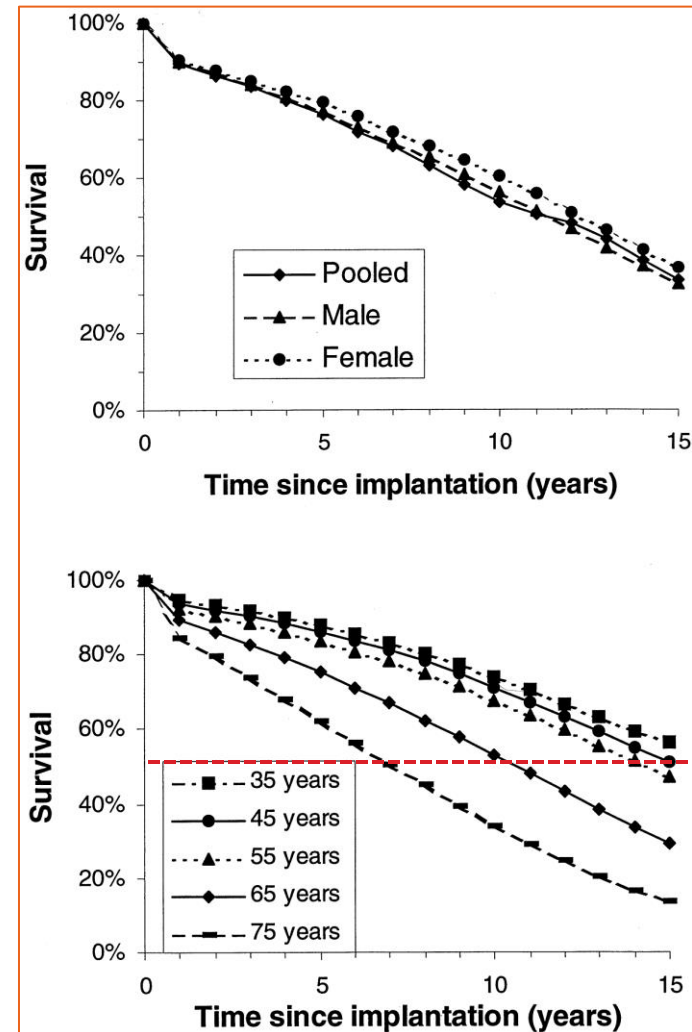 100%
80%
60%
40%
20%
0%
Survival
Pooled
Male
Female
0
5
10
15
Time since implantation (years)
100%
80%
60%
40%
20%
0%
Survival
35 years
45 years
55 years
65 years
75 years
0
5
10
15
Time since implantation (years)